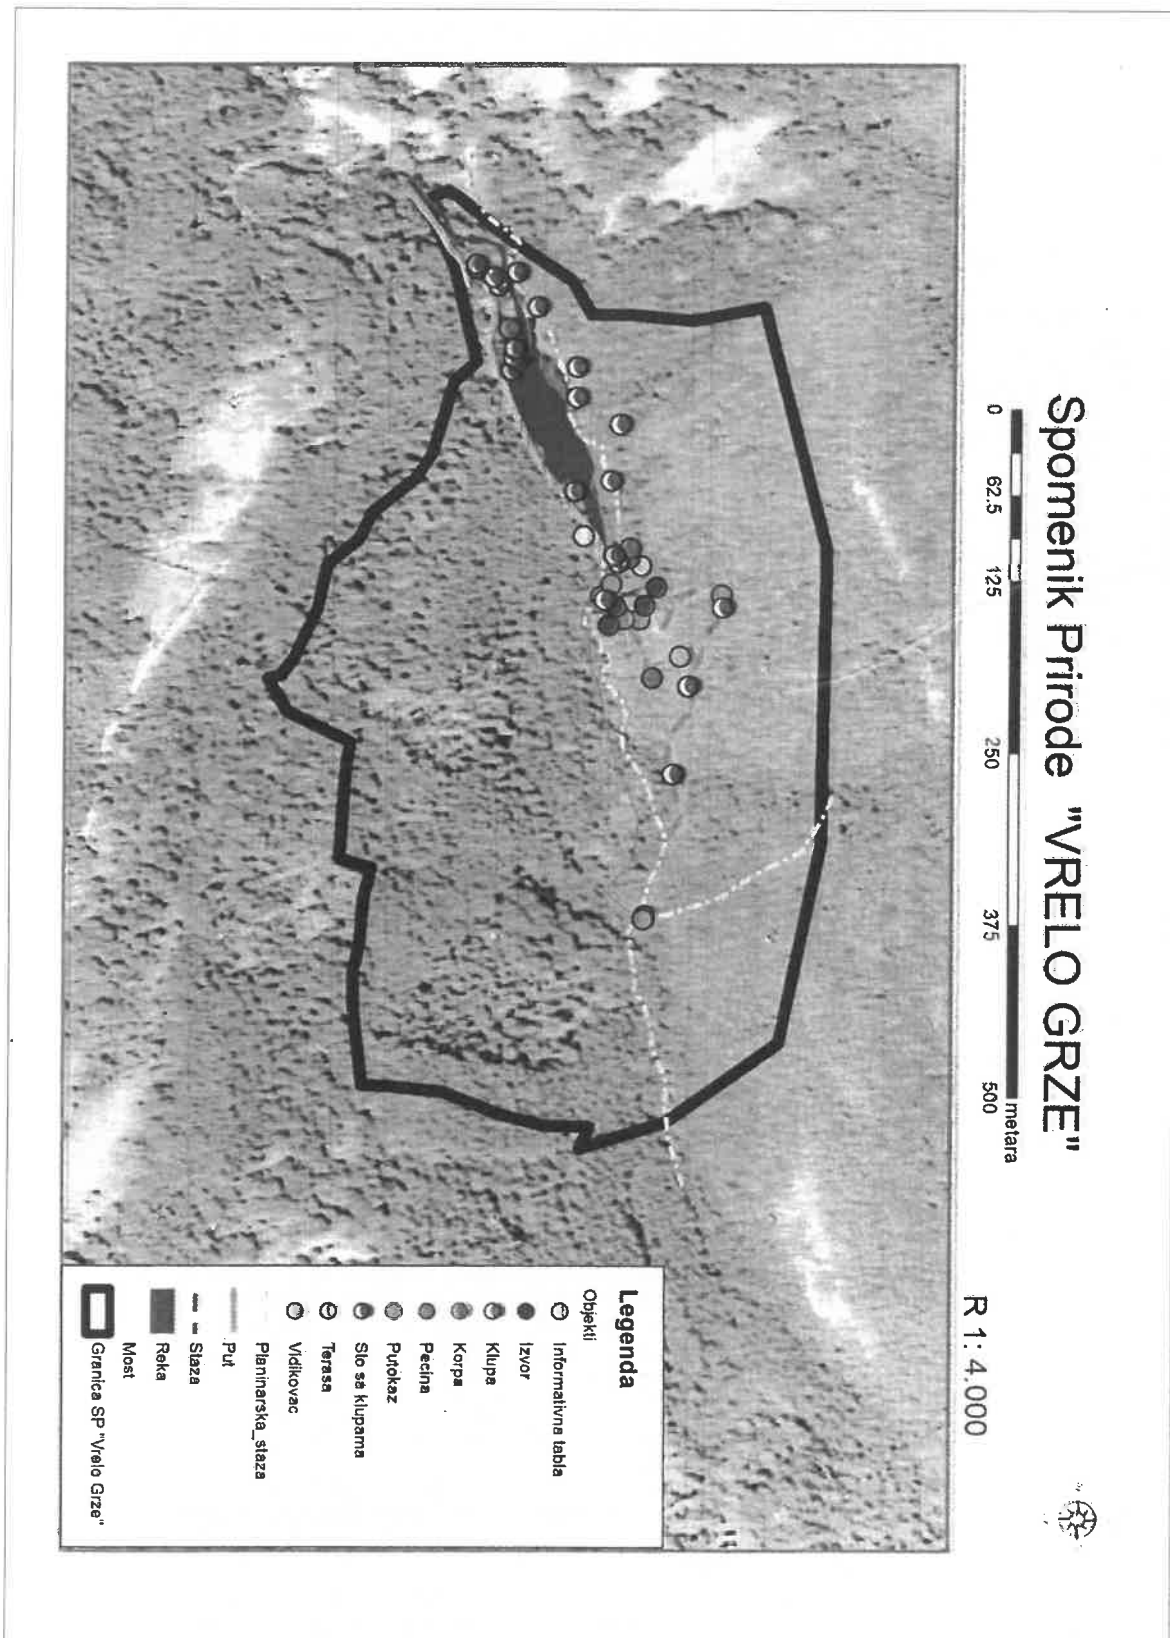 Spomenik Prirode "VRELO GRZE"
0 62.5 125 250 375 500
metara
R 1: 4.000
Legenda
Objekti
Informativna tabla
Izvor
Klupa
Korpa
Pecina
Putokaz
Sto sa klupama
Terasa
Vidikovac
Planinarska_staza
Put
Staza
Reka
Most
Granica SP "Vrelo Grze"